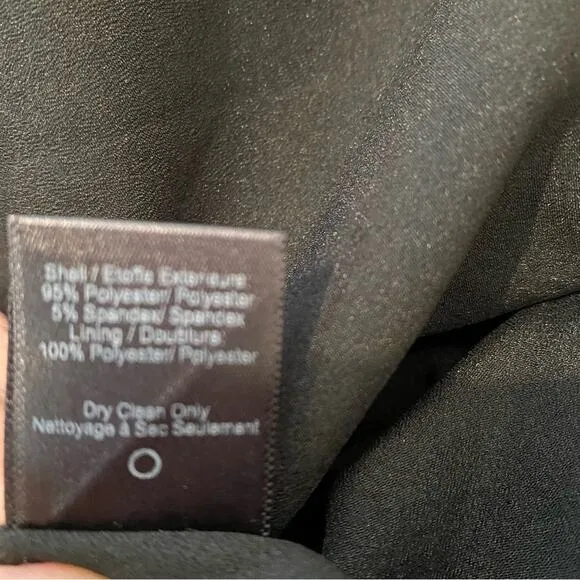 Shell / Etoffe Exterieure:
95% Polyester/ Polyester
5% Spandex/ Spandex
Lining / Doublure:
100% Polyester/ Polyester
Dry Clean Only
Nettoyage à Sec Seulement